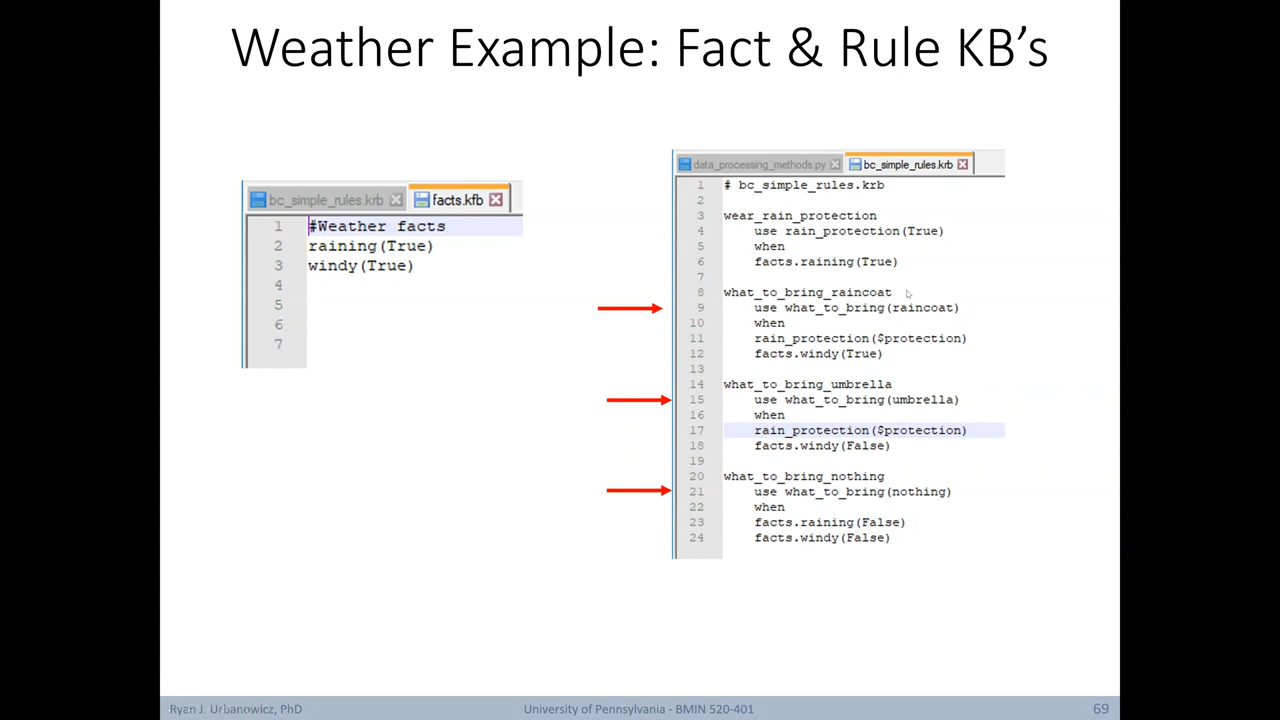 Weather Example: Fact & Rule KB's
bc_simple_rules.krb
facts.kfb
1 #Weather facts
2 raining(True)
3 windy(True)
4
5
6
7
data_processing_methods.py
bc_simple_rules.krb
1 # bc_simple_rules.krb
2
3 wear_rain_protection
4 use rain_protection(True)
5 when
6 facts.raining(True)
7
8 what_to_bring_raincoat
9 use what_to_bring(raincoat)
10 when
11 rain_protection($protection)
12 facts.windy(True)
13
14 what_to_bring_umbrella
15 use what_to_bring(umbrella)
16 when
17 rain_protection($protection)
18 facts.windy(False)
19
20 what_to_bring_nothing
21 use what_to_bring(nothing)
22 when
23 facts.raining(False)
24 facts.windy(False)
Ryan J. Urbanowicz, PhD
University of Pennsylvania - BMIN 520-401
69